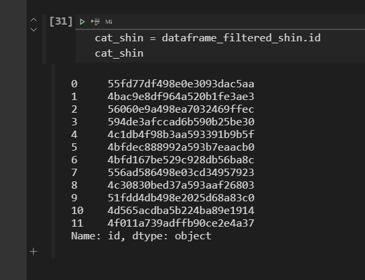 [31] Mi
cat_shin = dataframe_filtered_shin.id
cat_shin
0 55fd77df498e0e3093dac5aa
1 4bac9e8df964a520b1fe3ae3
2 56060e9a498ea7032469ffec
3 594de3afccad6b590b25be30
4 4c1db4f98b3aa593391b9b5f
5 4bfdec888992a593b7eaacb0
6 4bfd167be529c928db56ba8c
7 556ad586498e03cd34957923
8 4c30830bed37a593aaf26803
9 51fdd4db498e2025d68a83c0
10 4d565acdba5b224ba89e1914
11 4f011a739adffb90ce2e4a37
Name: id, dtype: object